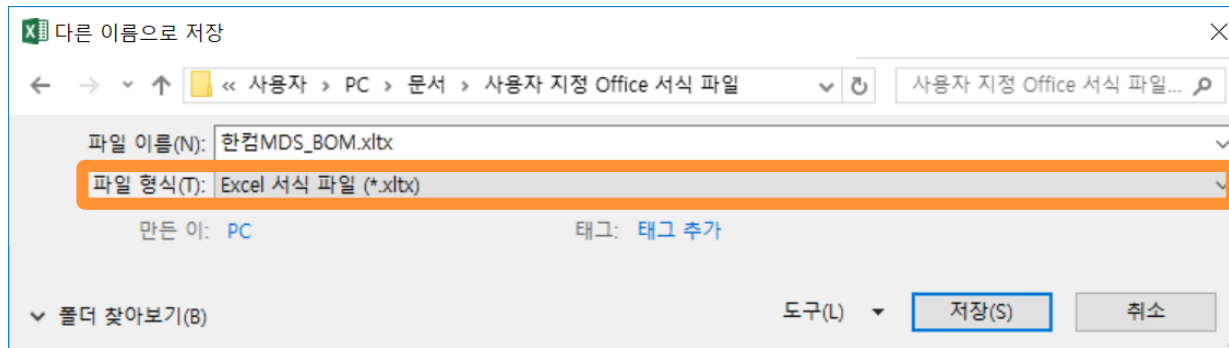 다른 이름으로 저장
« 사용자 › PC › 문서 › 사용자 지정 Office 서식 파일
사용자 지정 Office 서식 파일...
파일 이름(N): 한컴MDS_BOM.xltx
파일 형식(T): Excel 서식 파일 (*.xltx)
만든 이: PC 태그: 태그 추가
폴더 찾아보기(B) 도구(L) 저장(S) 취소